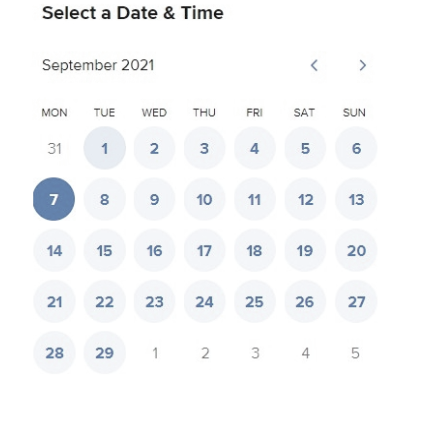 Select a Date & Time
September 2021
MON TUE WED THU FRI SAT SUN
31 1 2 3 4 5 6
7 8 9 10 11 12 13
14 15 16 17 18 19 20
21 22 23 24 25 26 27
28 29 1 2 3 4 5